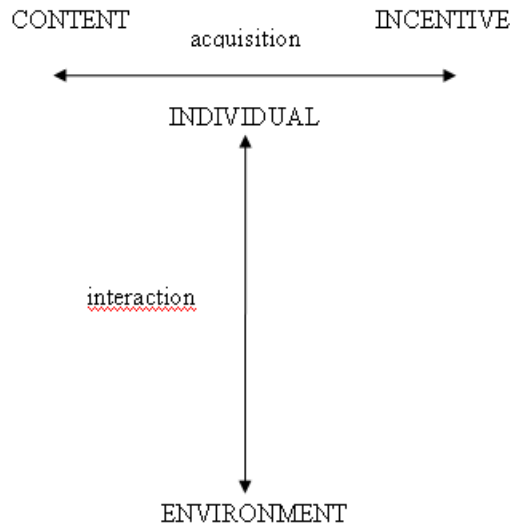 CONTENT INCENTIVE
acquisition
INDIVIDUAL
interaction
ENVIRONMENT